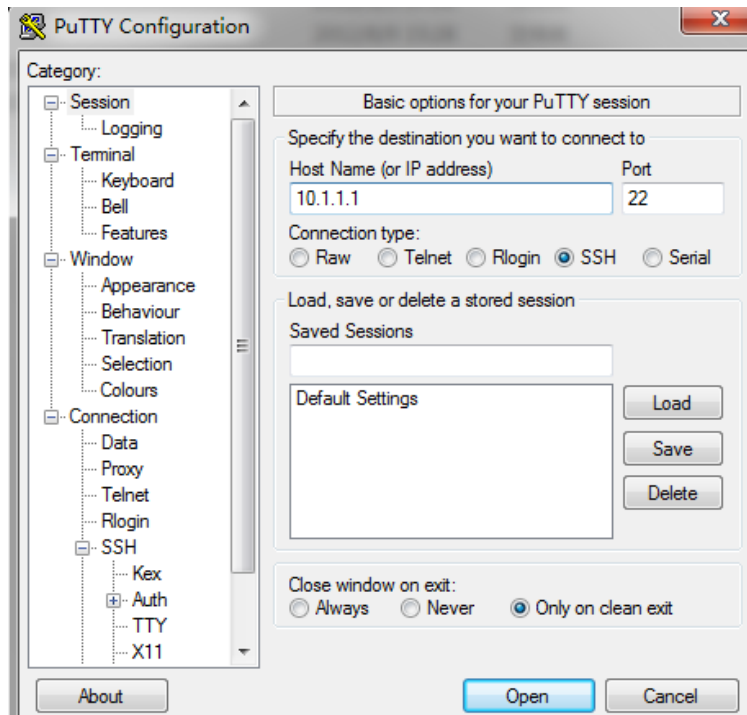 PuTTY Configuration
Category:
Session
Logging
Terminal
Keyboard
Bell
Features
Window
Appearance
Behaviour
Translation
Selection
Colours
Connection
Data
Proxy
Telnet
Rlogin
SSH
Kex
Auth
TTY
X11
Basic options for your PuTTY session
Specify the destination you want to connect to
Host Name (or IP address) Port
10.1.1.1 22
Connection type:
Raw Telnet Rlogin SSH Serial
Load, save or delete a stored session
Saved Sessions
Default Settings
Load
Save
Delete
Close window on exit:
Always Never Only on clean exit
About Open Cancel